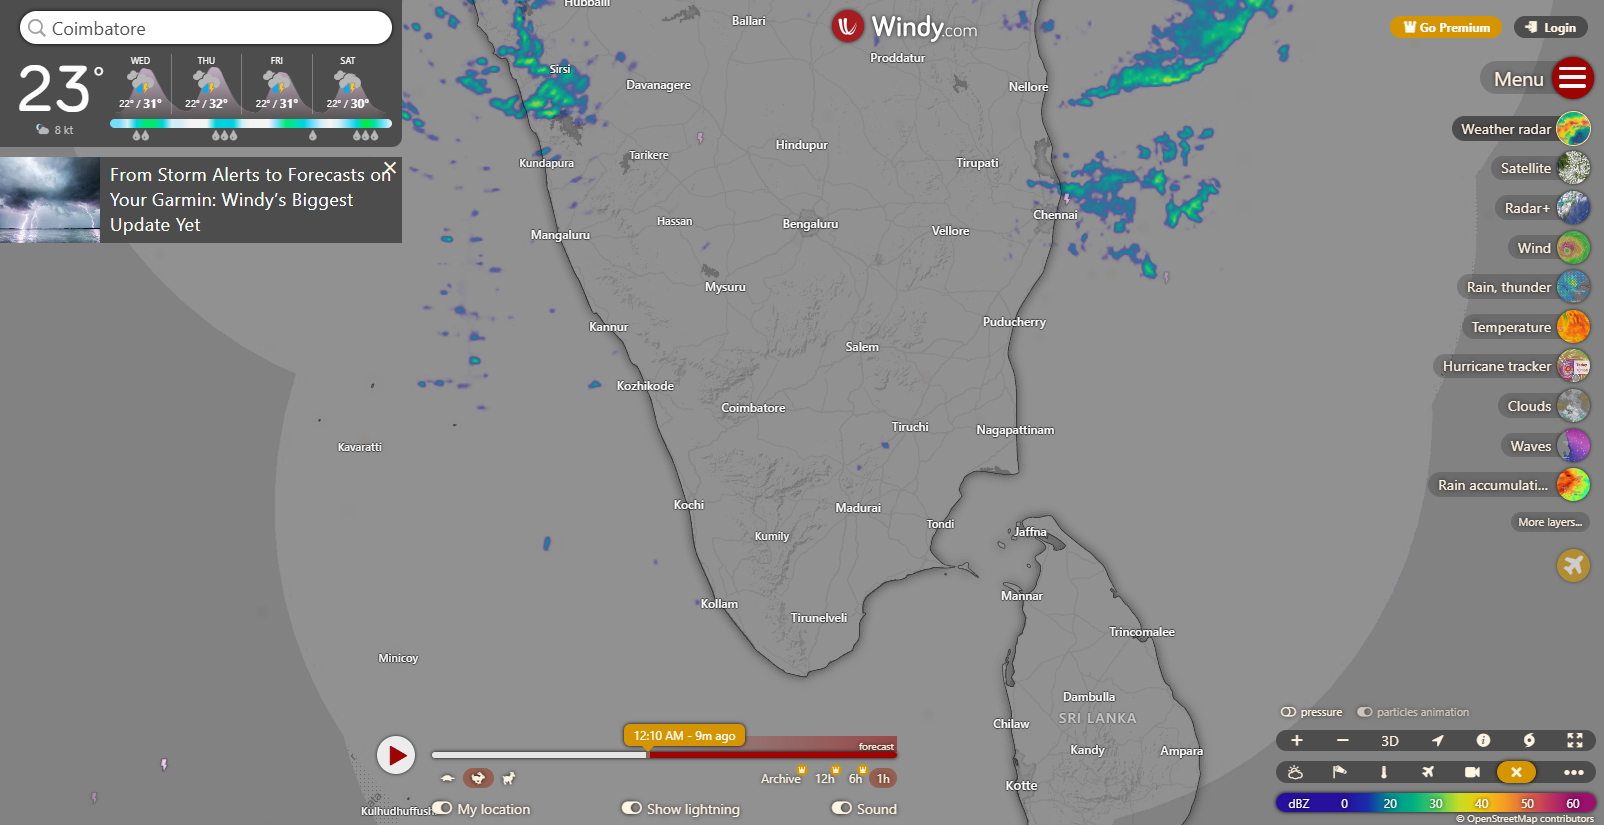 Coimbatore
23°
8 kt
WED
22° / 31°
THU
22° / 32°
FRI
22° / 31°
SAT
22° / 30°
From Storm Alerts to Forecasts on
Your Garmin: Windy's Biggest
Update Yet
Windy.com
Go Premium
Login
Menu
Weather radar
Satellite
Radar+
Wind
Rain, thunder
Temperature
Hurricane tracker
Clouds
Waves
Rain accumulati...
More layers...
Hubballi
Ballari
Proddatur
Sirsi
Davanagere
Nellore
Hindupur
Kundapura
Tarikere
Tirupati
Chennai
Hassan
Bengaluru
Vellore
Mangaluru
Mysuru
Puducherry
Kannur
Salem
Kozhikode
Coimbatore
Tiruchi
Nagapattinam
Kavaratti
Kochi
Madurai
Tondi
Jaffna
Kumily
Mannar
Kollam
Tirunelveli
Trincomalee
Minicoy
Dambulla
SRI LANKA
Chilaw
Kandy
Ampara
Kotte
Kulhudhuffush
12:10 AM - 9m ago
forecast
Archive
12h
6h
1h
My location
Show lightning
Sound
pressure
particles animation
+
−
3D
dBZ
0
20
30
40
50
60
© OpenStreetMap contributors